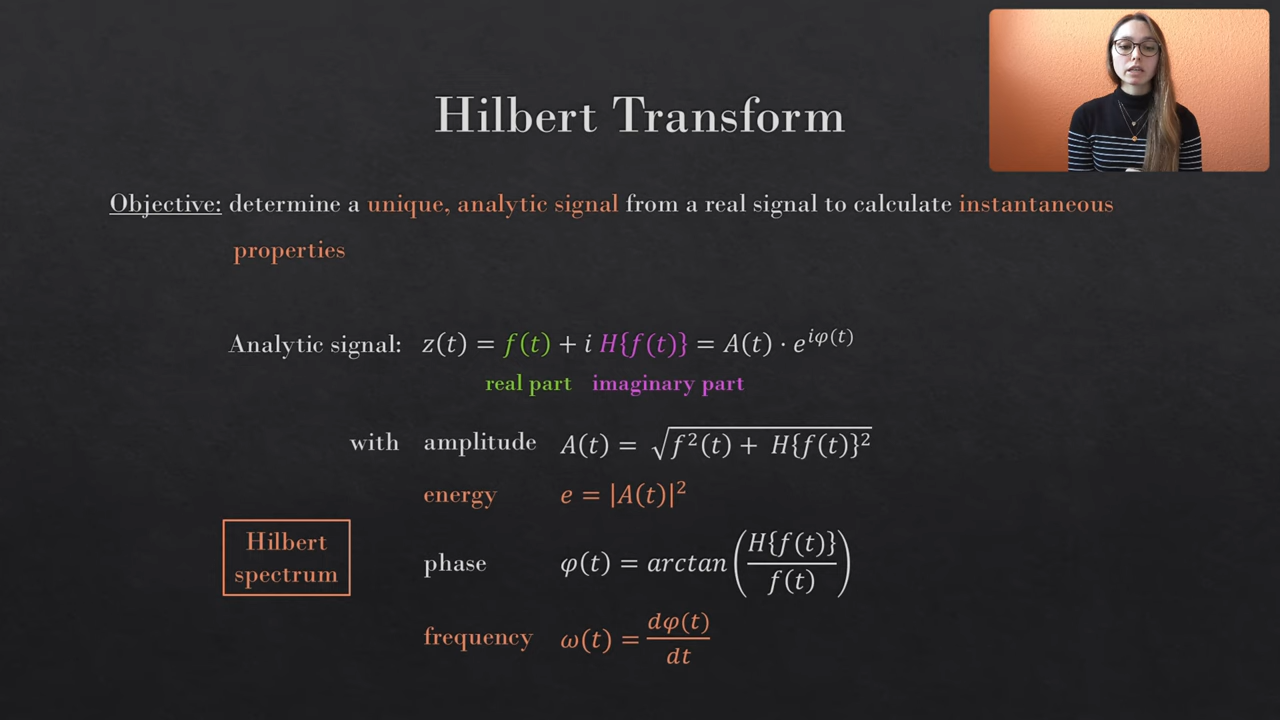 Hilbert Transform
Objective: determine a unique, analytic signal from a real signal to calculate instantaneous
properties
Analytic signal: z(t) = f(t) + i H{f(t)} = A(t) · e^{iφ(t)}
real part imaginary part
with amplitude A(t) = √(f²(t) + H{f(t)}²)
energy e = |A(t)|²
Hilbert
spectrum
phase φ(t) = arctan(H{f(t)}/f(t))
frequency ω(t) = dφ(t)/dt